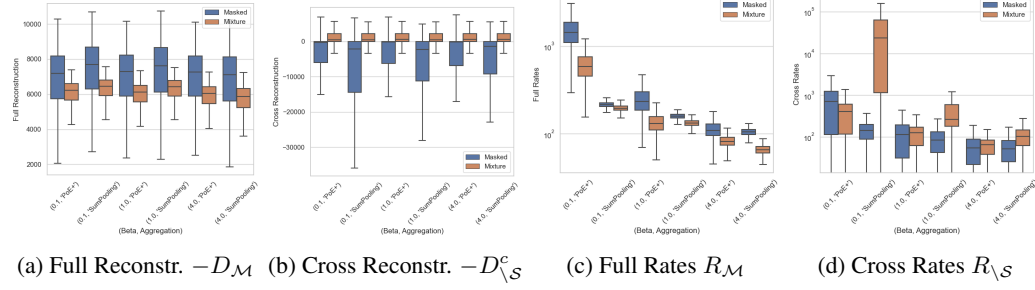 Masked
Mixture
10000
8000
6000
4000
2000
Full Reconstruction
(0.1, 'PoE+')
(0.1, 'SumPooling')
(1.0, 'PoE+')
(1.0, 'SumPooling')
(4.0, 'PoE+')
(4.0, 'SumPooling')
(Beta, Aggregation)
(a) Full Reconstr. −D_M
0
−10000
−20000
−30000
Cross Reconstruction
Masked
Mixture
(0.1, 'PoE+')
(0.1, 'SumPooling')
(1.0, 'PoE+')
(1.0, 'SumPooling')
(4.0, 'PoE+')
(4.0, 'SumPooling')
(Beta, Aggregation)
(b) Cross Reconstr. −D^c_{\S}
Masked
Mixture
10³
10²
Full Rates
(0.1, 'PoE+')
(0.1, 'SumPooling')
(1.0, 'PoE+')
(1.0, 'SumPooling')
(4.0, 'PoE+')
(4.0, 'SumPooling')
(Beta, Aggregation)
(c) Full Rates R_M
Masked
Mixture
10⁵
10⁴
10³
10²
Cross Rates
(0.1, 'PoE+')
(0.1, 'SumPooling')
(1.0, 'PoE+')
(1.0, 'SumPooling')
(4.0, 'PoE+')
(4.0, 'SumPooling')
(Beta, Aggregation)
(d) Cross Rates R_{\S}